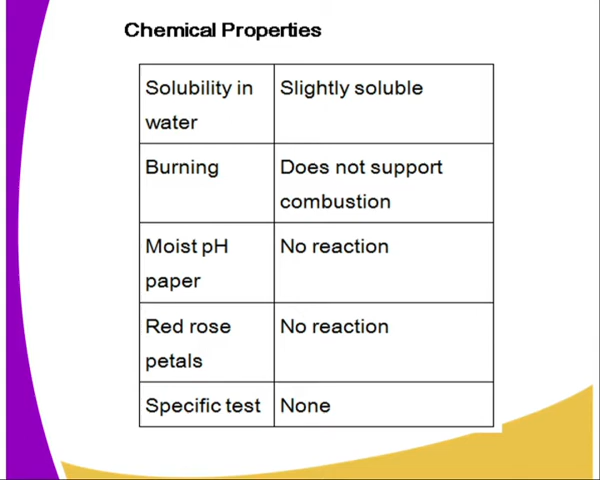 Chemical Properties
Solubility in Slightly soluble
water
Burning Does not support
combustion
Moist pH No reaction
paper
Red rose No reaction
petals
Specific test None